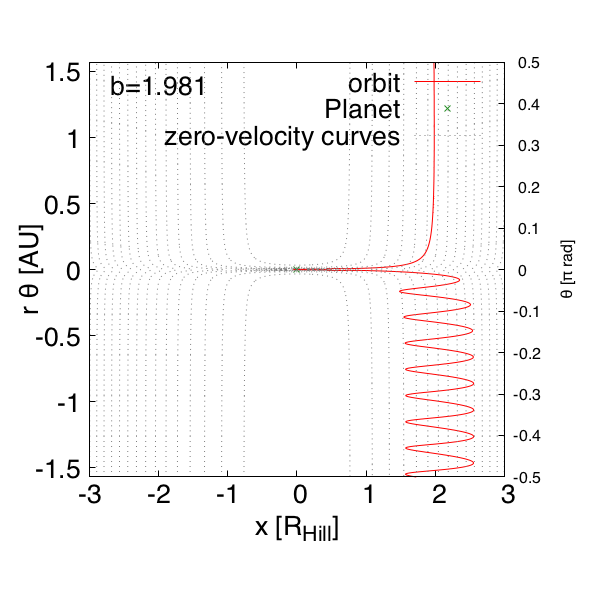 b=1.981
orbit
Planet
zero-velocity curves
r θ [AU]
1.5
1
0.5
0
-0.5
-1
-1.5
0.5
0.4
0.3
0.2
0.1
0
-0.1
-0.2
-0.3
-0.4
-0.5
θ [π rad]
-3 -2 -1 0 1 2 3
x [RHill]